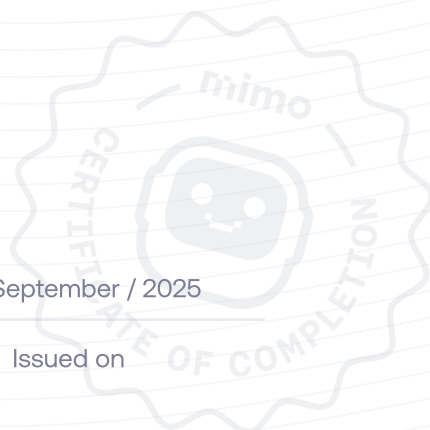 mimo
CERTIFICATE OF COMPLETION
September / 2025
Issued on